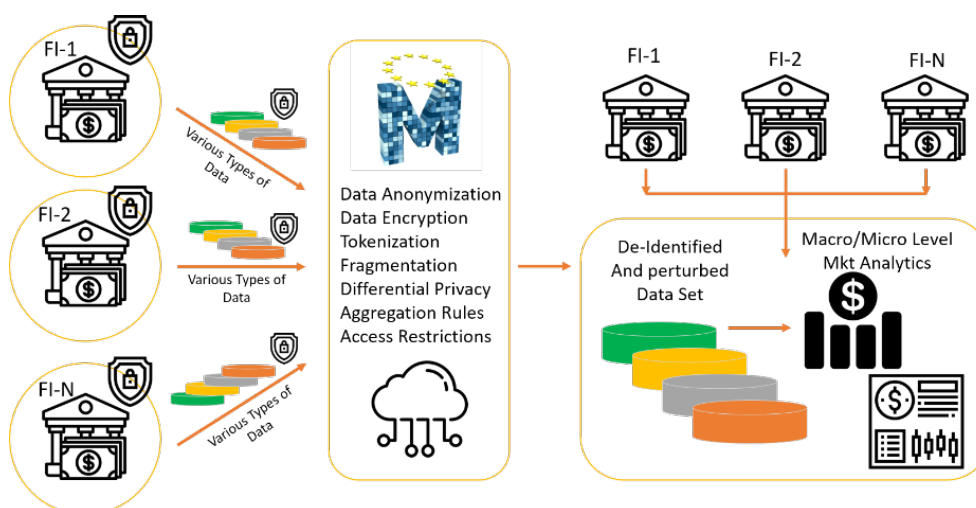 FI-1
Various Types of
Data
FI-2
Various Types of
Data
FI-N
Various Types of
Data
M
Data Anonymization
Data Encryption
Tokenization
Fragmentation
Differential Privacy
Aggregation Rules
Access Restrictions
FI-1
FI-2
FI-N
De-Identified
And perturbed
Data Set
Macro/Micro Level
Mkt Analytics
$